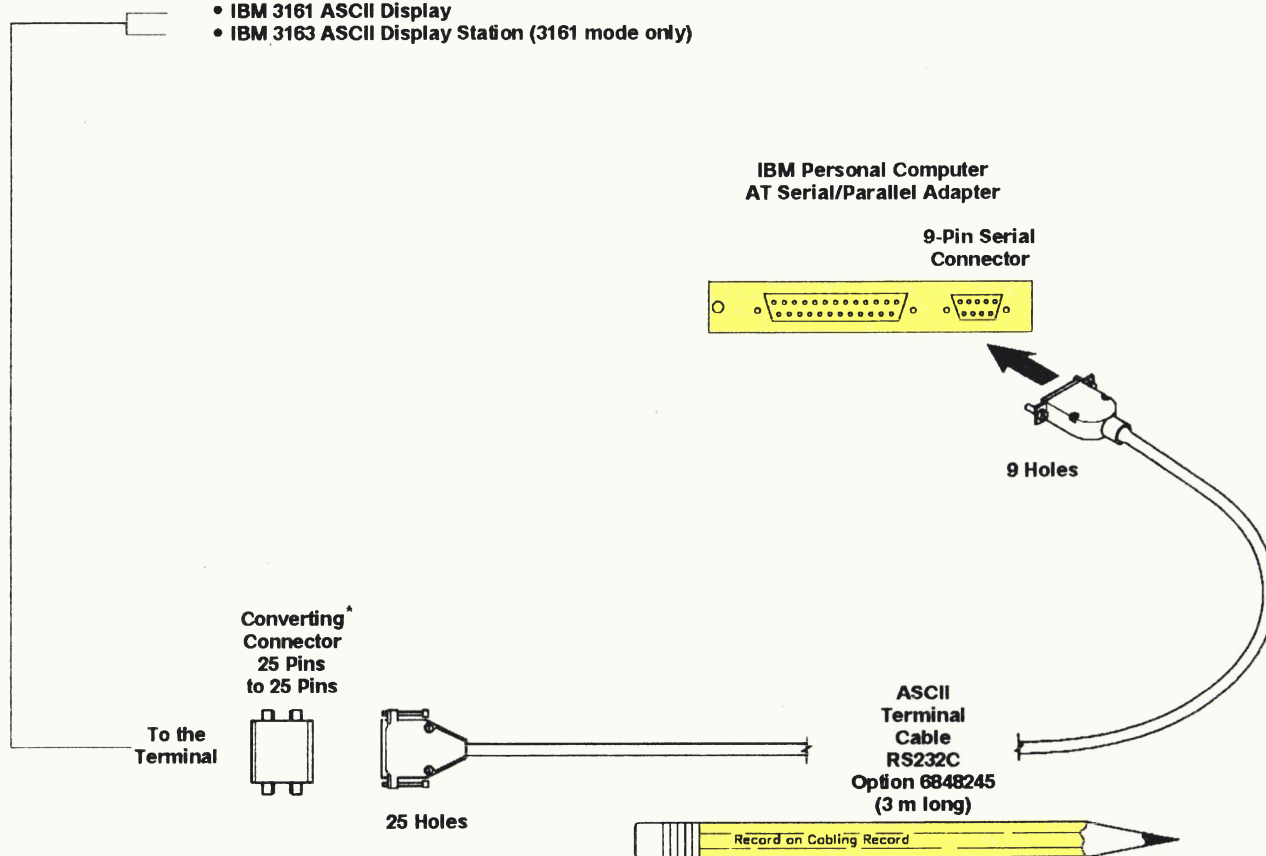 • IBM 3161 ASCII Display
• IBM 3163 ASCII Display Station (3161 mode only)
IBM Personal Computer
AT Serial/Parallel Adapter
9-Pin Serial
Connector
9 Holes
Converting*
Connector
25 Pins
to 25 Pins
To the
Terminal
25 Holes
ASCII
Terminal
Cable
RS232C
Option 6848245
(3 m long)
Record on Cabling Record